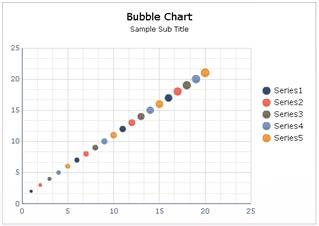 Bubble Chart
Sample Sub Title
25
20
15
10
5
0
0 5 10 15 20 25
Series1
Series2
Series3
Series4
Series5